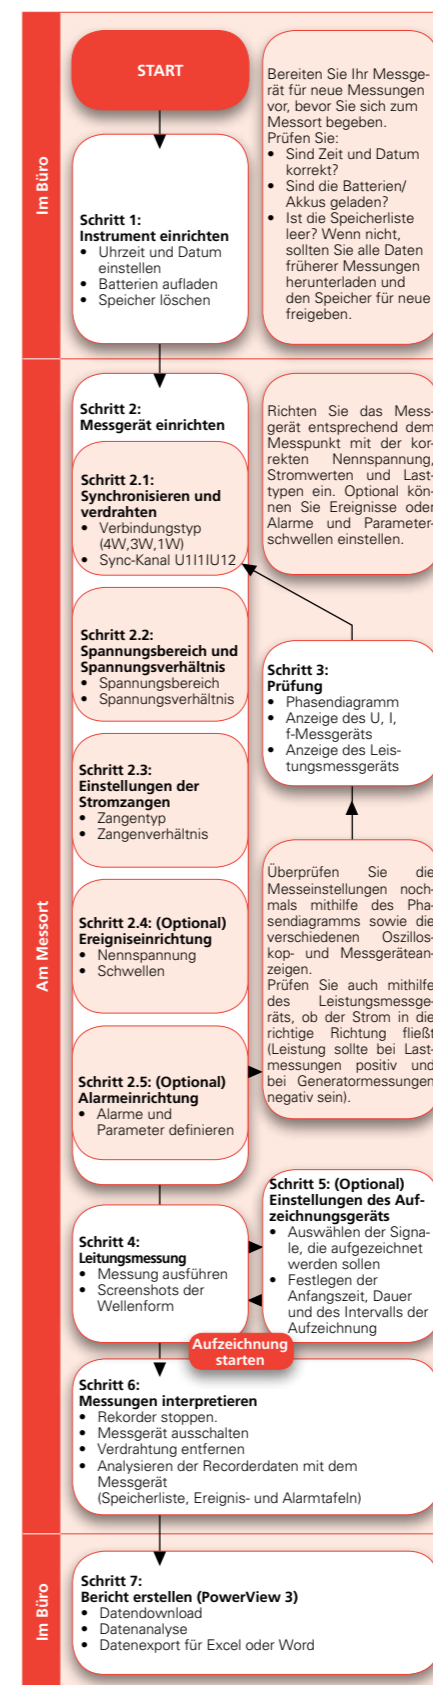 Im Büro
START
Bereiten Sie Ihr Messge-
rät für neue Messungen
vor, bevor Sie sich zum
Messort begeben.
Prüfen Sie:
• Sind Zeit und Datum
korrekt?
• Sind die Batterien/
Akkus geladen?
• Ist die Speicherliste
leer? Wenn nicht,
sollten Sie alle Daten
früherer Messungen
herunterladen und
den Speicher für neue
freigeben.
Schritt 1:
Instrument einrichten
• Uhrzeit und Datum
einstellen
• Batterien aufladen
• Speicher löschen
Am Messort
Schritt 2:
Messgerät einrichten
Richten Sie das Mess-
gerät entsprechend dem
Messpunkt mit der kor-
rekten Nennspannung,
Stromwerten und Last-
typen ein. Optional kön-
nen Sie Ereignisse oder
Alarme und Parameter-
schwellen einstellen.
Schritt 2.1:
Synchronisieren und
verdrahten
• Verbindungstyp
(4W,3W,1W)
• Sync-Kanal U1I1IU12
Schritt 2.2:
Spannungsbereich und
Spannungsverhältnis
• Spannungsbereich
• Spannungsverhältnis
Schritt 3:
Prüfung
• Phasendiagramm
• Anzeige des U, I,
f-Messgeräts
• Anzeige des Leis-
tungsmessgeräts
Schritt 2.3:
Einstellungen der
Stromzangen
• Zangentyp
• Zangenverhältnis
Schritt 2.4: (Optional)
Ereigniseinrichtung
• Nennspannung
• Schwellen
Überprüfen Sie die
Messeinstellungen noch-
mals mithilfe des Pha-
sendiagramms sowie die
verschiedenen Oszillos-
kop- und Messgerätean-
zeigen.
Prüfen Sie auch mithilfe
des Leistungsmessge-
räts, ob der Strom in die
richtige Richtung fließt
(Leistung sollte bei Last-
messungen positiv und
bei Generatormessungen
negativ sein).
Schritt 2.5: (Optional)
Alarmeinrichtung
• Alarme und
Parameter definieren
Schritt 4:
Leitungsmessung
• Messung ausführen
• Screenshots der
Wellenform
Schritt 5: (Optional)
Einstellungen des Auf-
zeichnungsgeräts
• Auswählen der Signa-
le, die aufgezeichnet
werden sollen
• Festlegen der
Anfangszeit, Dauer
und des Intervalls der
Aufzeichnung
Aufzeichnung
starten
Schritt 6:
Messungen interpretieren
• Rekorder stoppen.
• Messgerät ausschalten
• Verdrahtung entfernen
• Analysieren der Recorderdaten mit dem
Messgerät
(Speicherliste, Ereignis- und Alarmtafeln)
Im Büro
Schritt 7:
Bericht erstellen (PowerView 3)
• Datendownload
• Datenanalyse
• Datenexport für Excel oder Word